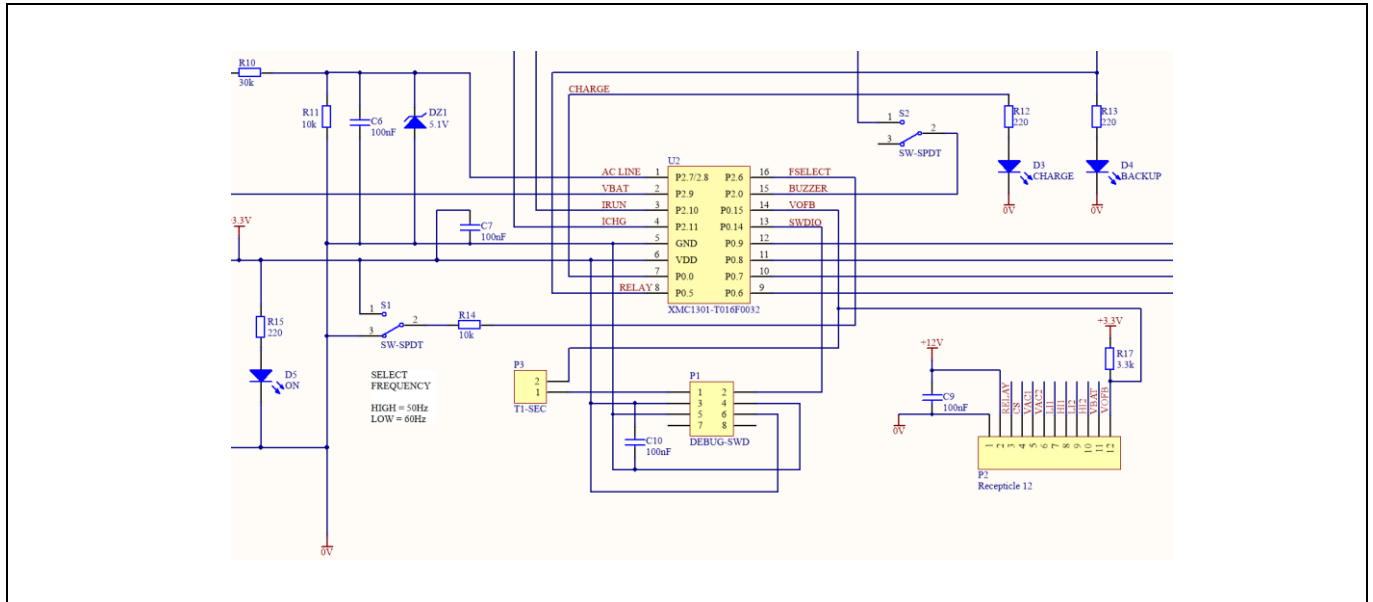 R10
30k
R11
10k
C6
100nF
DZ1
5.1V
CHARGE
S2
1
2
3
SW-SPDT
R12
220
R13
220
D3
CHARGE
D4
BACKUP
0V
0V
U2
AC LINE 1 P2.7/2.8 P2.6 16 FSELECT
VBAT 2 P2.9 P2.0 15 BUZZER
IRUN 3 P2.10 P0.15 14 VOFB
ICHG 4 P2.11 P0.14 13 SWDIO
5 GND P0.9 12
6 VDD P0.8 11
7 P0.0 P0.7 10
RELAY 8 P0.5 P0.6 9
XMC1301-T016F0032
C7
100nF
+3.3V
S1
1
2
3
SW-SPDT
R14
10k
R15
220
D5
ON
SELECT
FREQUENCY
HIGH = 50Hz
LOW = 60Hz
0V
P3
2
1
T1-SEC
P1
1 2
3 4
5 6
7 8
DEBUG-SWD
C10
100nF
+12V
C9
100nF
0V
+3.3V
R17
3.3k
RELAY
CS
VAC1
VAC2
LI1
HI1
LI2
HI2
VBAT
VOFB
1 2 3 4 5 6 7 8 9 10 11 12
P2
Recepticle 12